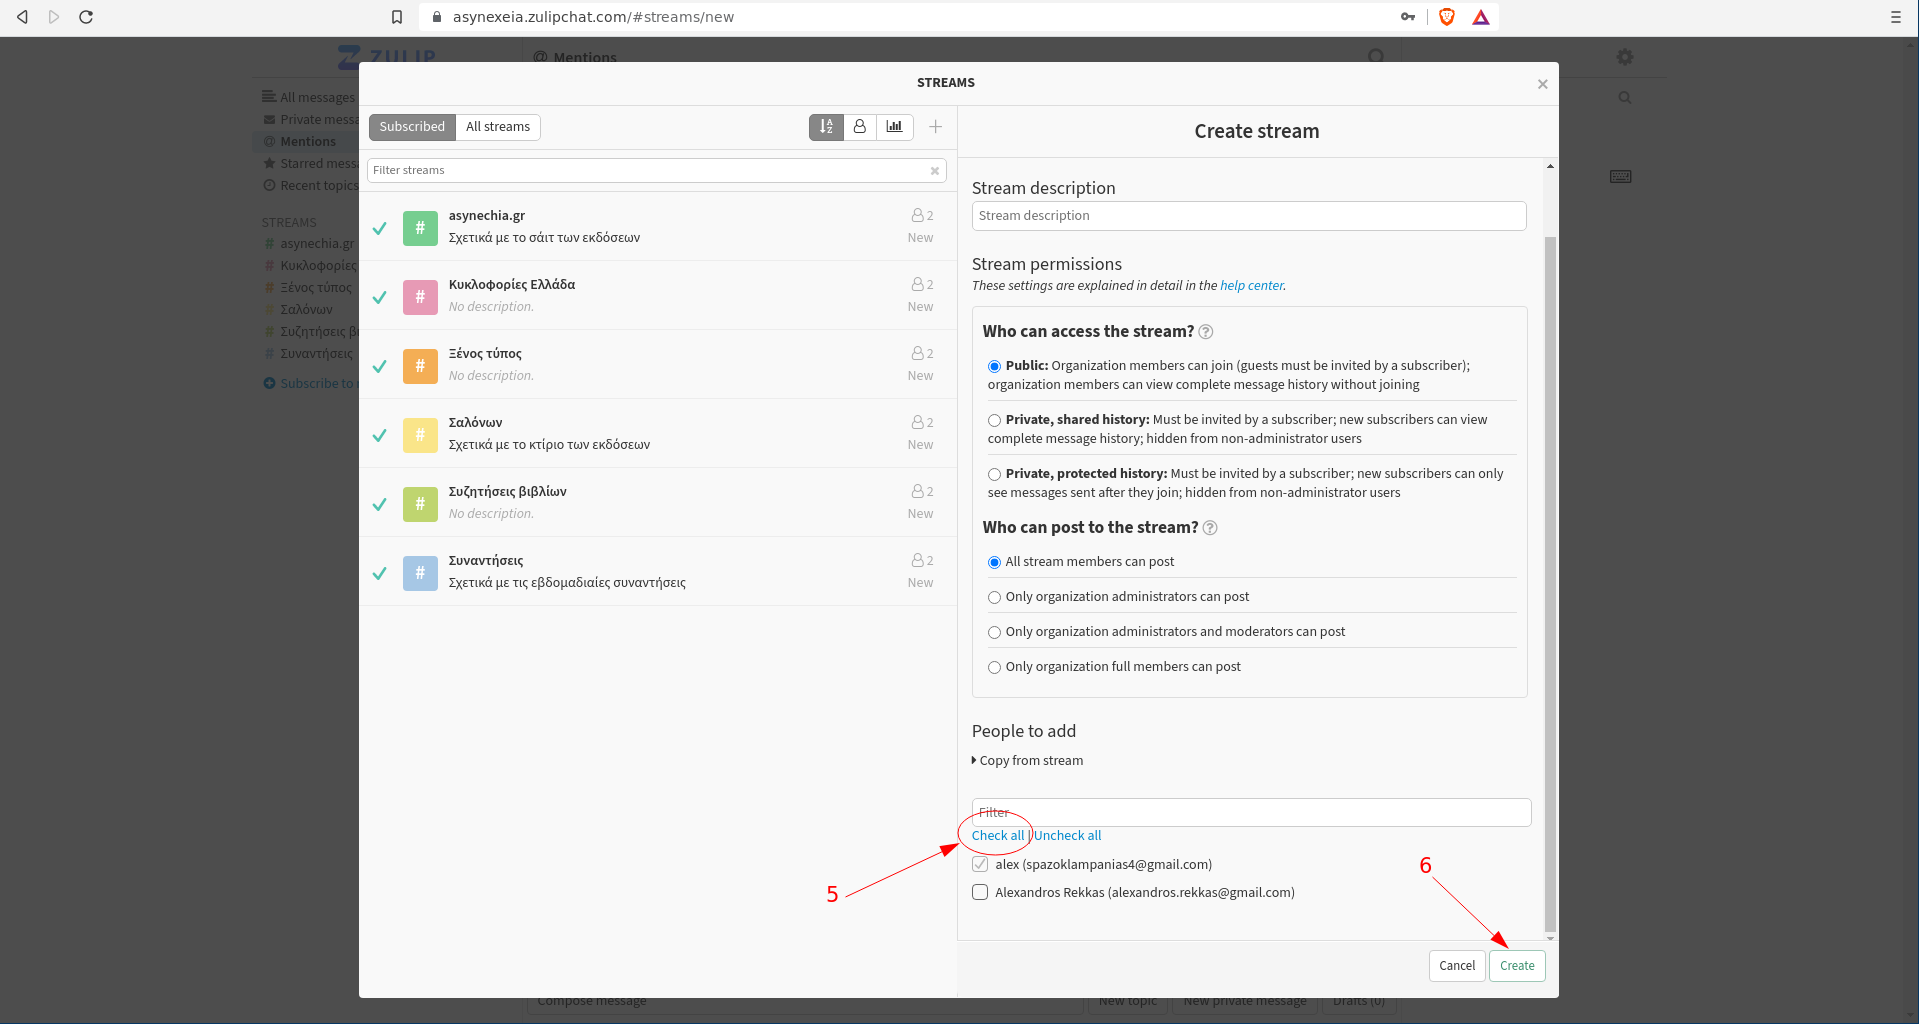 asynexeia.zulipchat.com/#streams/new
ZULIP
@ Mentions
All messages
Private messa
@ Mentions
Starred mess
Recent topics
STREAMS
# asynechia.gr
# Κυκλοφορίες
# Ξένος τύπος
# Σαλόνων
# Συζητήσεις β
# Συναντήσεις
Subscribe to
STREAMS
×
Subscribed
All streams
Filter streams
# asynechia.gr 2
Σχετικά με το σάιτ των εκδόσεων New
# Κυκλοφορίες Ελλάδα 2
No description. New
# Ξένος τύπος 2
No description. New
# Σαλόνων 2
Σχετικά με το κτίριο των εκδόσεων New
# Συζητήσεις βιβλίων 2
No description. New
# Συναντήσεις 2
Σχετικά με τις εβδομαδιαίες συναντήσεις New
Create stream
Stream description
Stream description
Stream permissions
These settings are explained in detail in the help center.
Who can access the stream? ?
Public: Organization members can join (guests must be invited by a subscriber);
organization members can view complete message history without joining
Private, shared history: Must be invited by a subscriber; new subscribers can view
complete message history; hidden from non-administrator users
Private, protected history: Must be invited by a subscriber; new subscribers can only
see messages sent after they join; hidden from non-administrator users
Who can post to the stream? ?
All stream members can post
Only organization administrators can post
Only organization administrators and moderators can post
Only organization full members can post
People to add
Copy from stream
Filter
Check all | Uncheck all
alex (spazoklampanias4@gmail.com)
Alexandros Rekkas (alexandros.rekkas@gmail.com)
5
6
Cancel
Create
Compose message
New topic
New private message
Drafts (0)